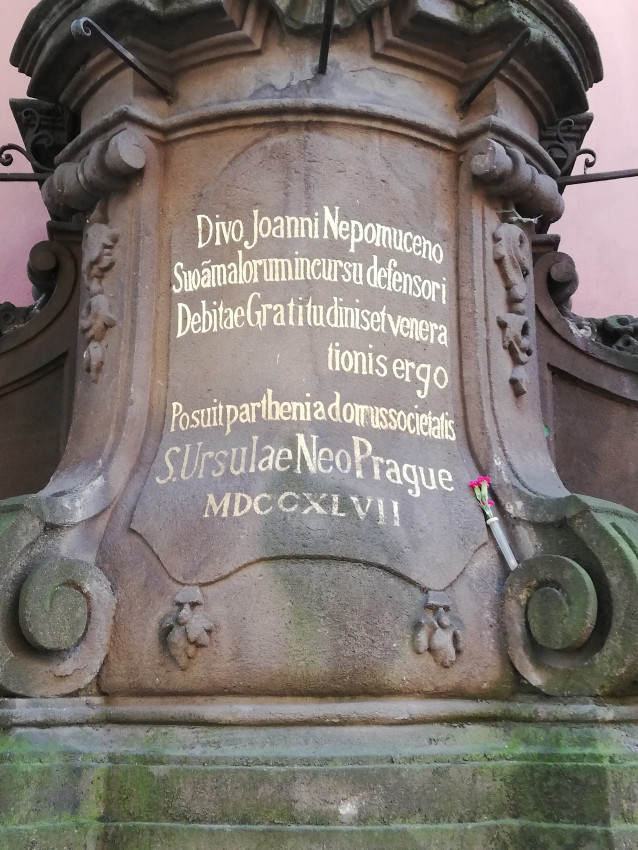 Divo Joanni Nepomuceno
Suo āmalorum incursu defensori
Debitae Gratitudinis et venera
tionis ergo
Posuit parthenia domus societatis
S. Ursulae Neo Prague
MDCCXLVII